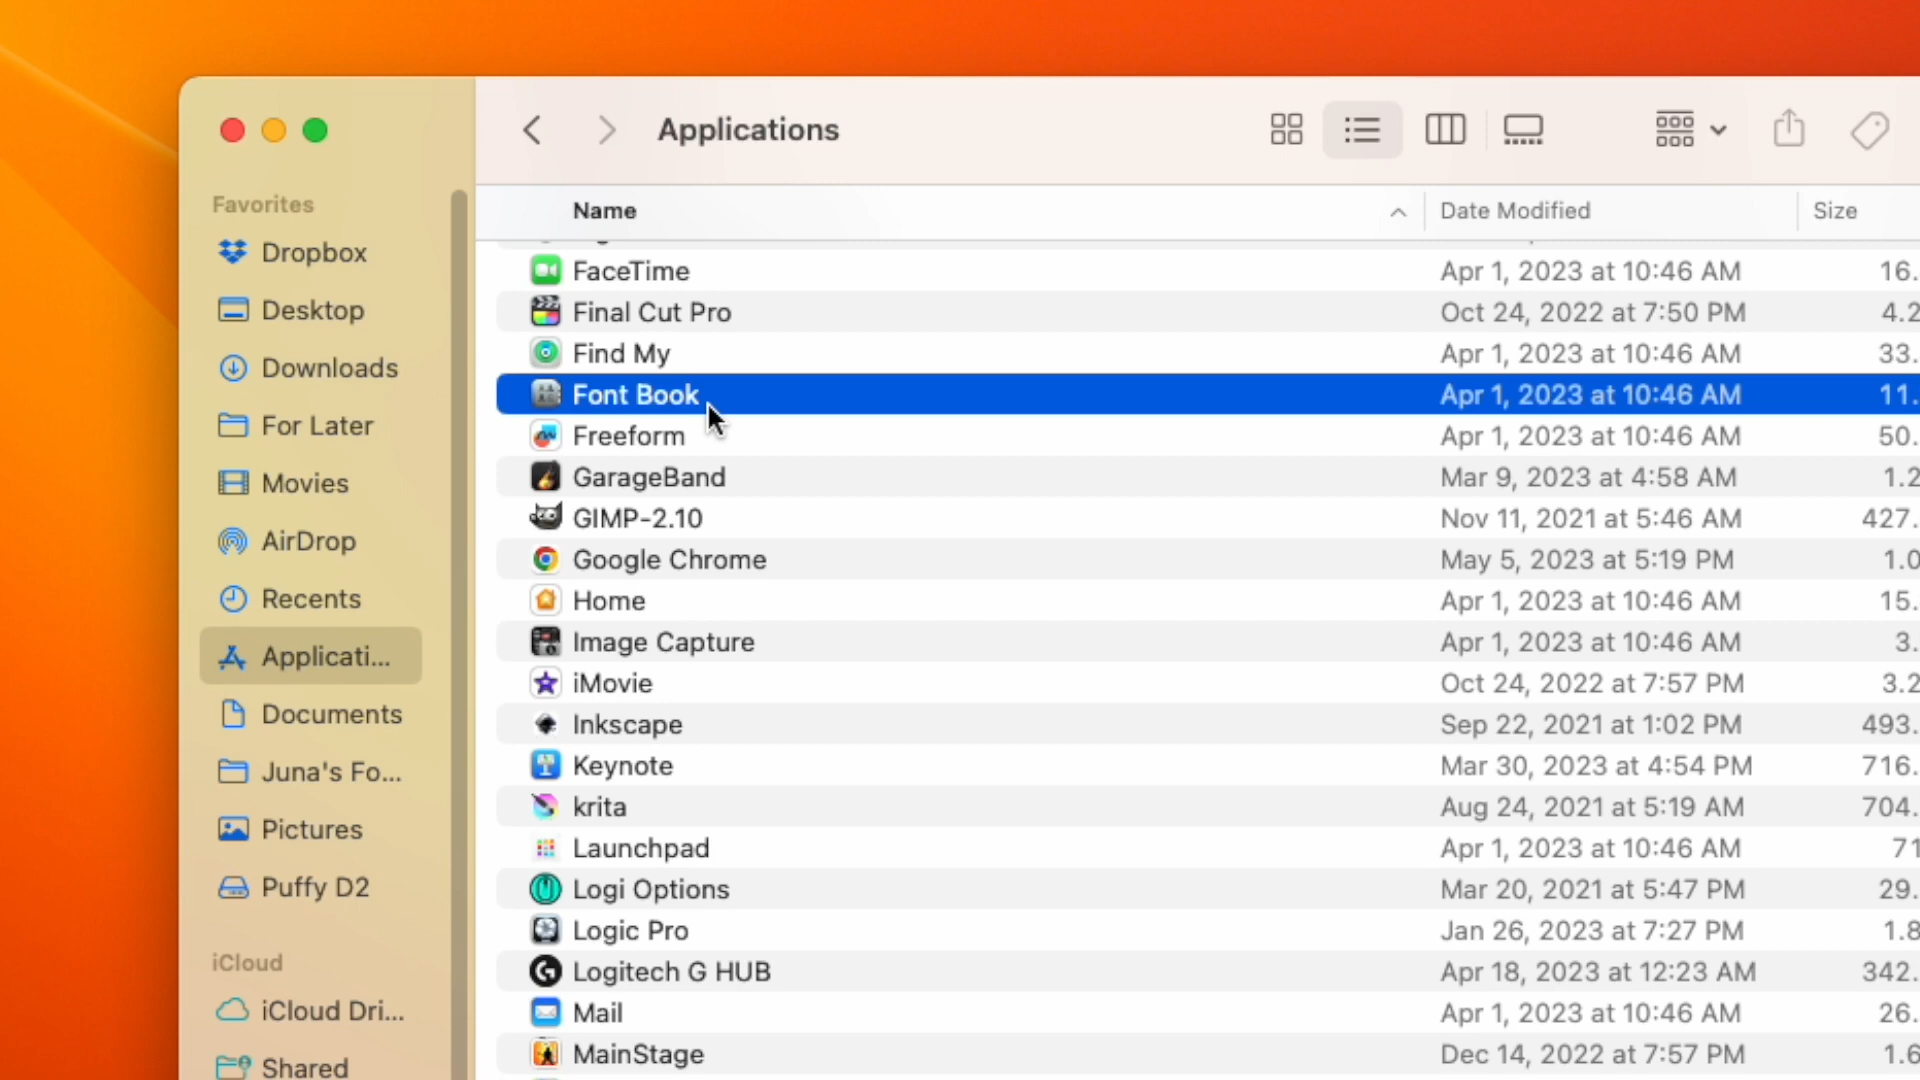 Applications
Favorites
Dropbox
Desktop
Downloads
For Later
Movies
AirDrop
Recents
Applicati...
Documents
Juna's Fo...
Pictures
Puffy D2
iCloud
iCloud Dri...
Shared
Name Date Modified Size
FaceTime Apr 1, 2023 at 10:46 AM 16.
Final Cut Pro Oct 24, 2022 at 7:50 PM 4.2
Find My Apr 1, 2023 at 10:46 AM 33.
Font Book Apr 1, 2023 at 10:46 AM 11.
Freeform Apr 1, 2023 at 10:46 AM 50.
GarageBand Mar 9, 2023 at 4:58 AM 1.2
GIMP-2.10 Nov 11, 2021 at 5:46 AM 427.
Google Chrome May 5, 2023 at 5:19 PM 1.0
Home Apr 1, 2023 at 10:46 AM 15.
Image Capture Apr 1, 2023 at 10:46 AM 3.
iMovie Oct 24, 2022 at 7:57 PM 3.2
Inkscape Sep 22, 2021 at 1:02 PM 493.
Keynote Mar 30, 2023 at 4:54 PM 716.
krita Aug 24, 2021 at 5:19 AM 704.
Launchpad Apr 1, 2023 at 10:46 AM 71
Logi Options Mar 20, 2021 at 5:47 PM 29.
Logic Pro Jan 26, 2023 at 7:27 PM 1.8
Logitech G HUB Apr 18, 2023 at 12:23 AM 342.
Mail Apr 1, 2023 at 10:46 AM 26.
MainStage Dec 14, 2022 at 7:57 PM 1.6